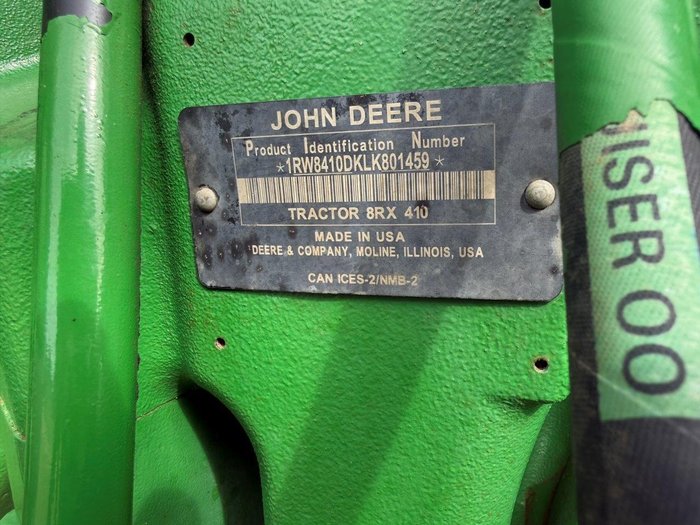 JOHN DEERE
Product Identification Number
*1RW8410DKLK801459*
TRACTOR 8RX 410
MADE IN USA
DEERE & COMPANY, MOLINE, ILLINOIS, USA
CAN ICES-2/NMB-2
ISER OO